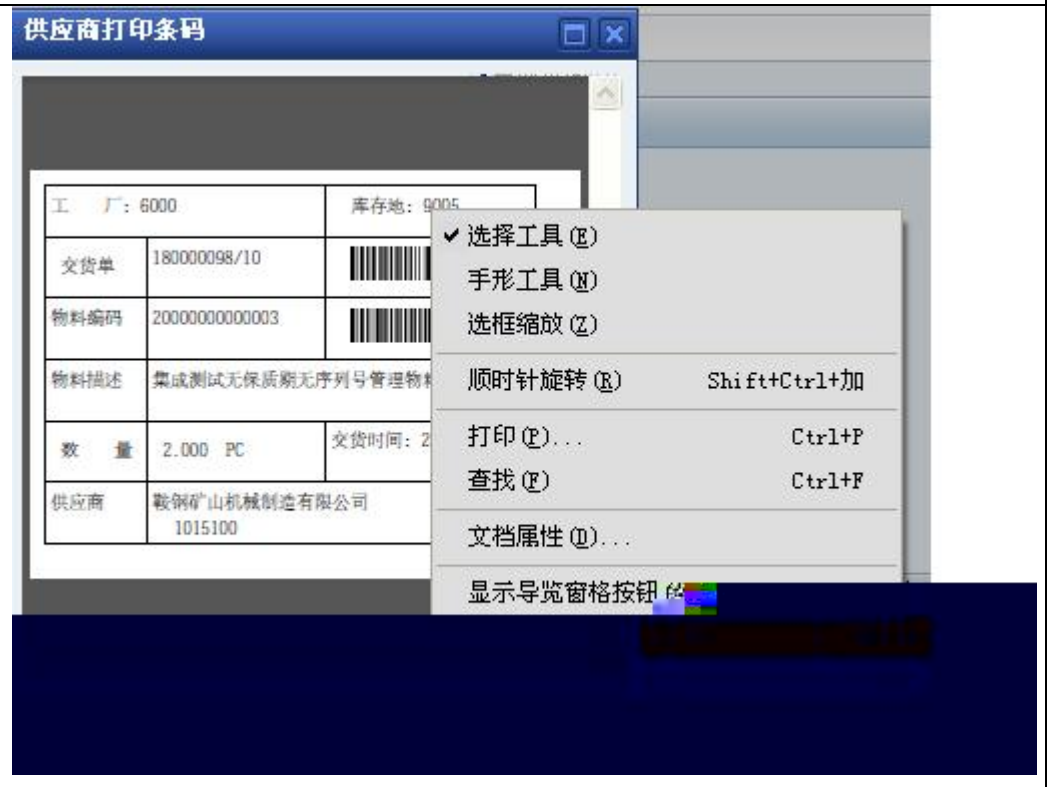 供应商打印条码
工 厂: 6000 库存地: 9005
交货单 180000098/10
物料编码 20000000000003
物料描述 集成测试无保质期无序列号管理物料
数 量 2.000 PC 交货时间: 2
供应商 鞍钢矿山机械制造有限公司
1015100
选择工具(E)
手形工具(N)
选框缩放(Z)
顺时针旋转(R) Shift+Ctrl+加
打印(P)... Ctrl+P
查找(F) Ctrl+F
文档属性(D)...
显示导览窗格按钮